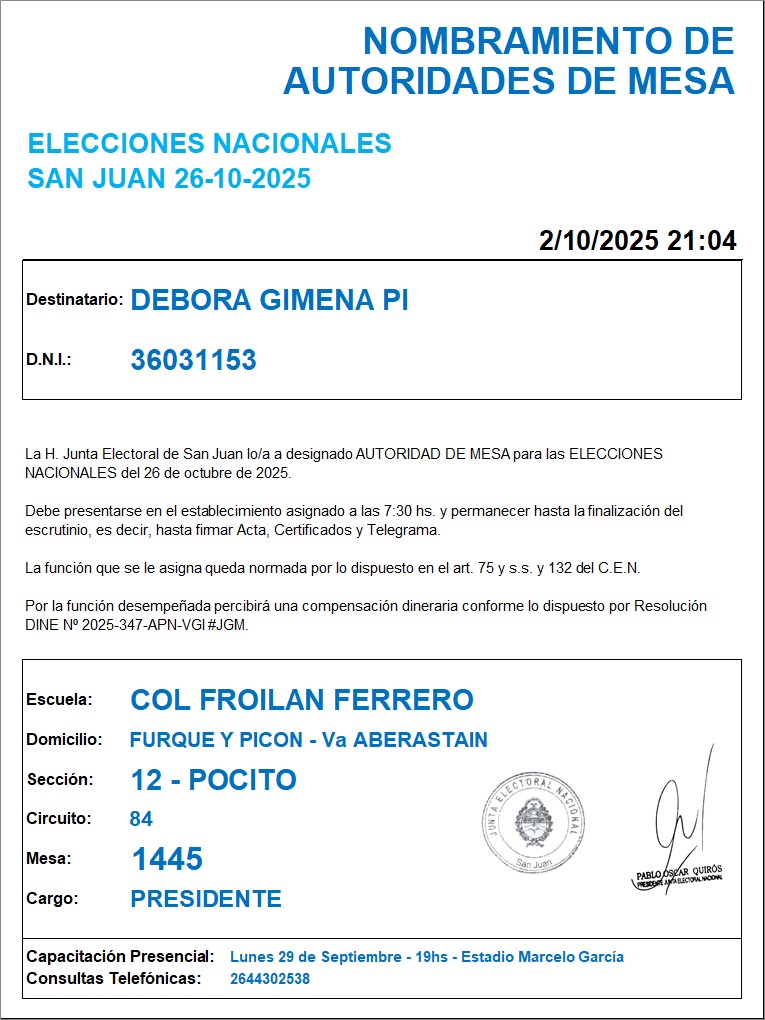 NOMBRAMIENTO DE
AUTORIDADES DE MESA
ELECCIONES NACIONALES
SAN JUAN 26-10-2025
2/10/2025 21:04
Destinatario: DEBORA GIMENA PI
D.N.I.: 36031153
La H. Junta Electoral de San Juan lo/a a designado AUTORIDAD DE MESA para las ELECCIONES
NACIONALES del 26 de octubre de 2025.
Debe presentarse en el establecimiento asignado a las 7:30 hs. y permanecer hasta la finalización del
escrutinio, es decir, hasta firmar Acta, Certificados y Telegrama.
La función que se le asigna queda normada por lo dispuesto en el art. 75 y s.s. y 132 del C.E.N.
Por la función desempeñada percibirá una compensación dineraria conforme lo dispuesto por Resolución
DINE Nº 2025-347-APN-VGI#JGM.
Escuela: COL FROILAN FERRERO
Domicilio: FURQUE Y PICON - Va ABERASTAIN
Sección: 12 - POCITO
Circuito: 84
Mesa: 1445
Cargo: PRESIDENTE
JUNTA ELECTORAL NACIONAL
San Juan
PABLO OSCAR QUIRÓS
PRESIDENTE JUNTA ELECTORAL NACIONAL
Capacitación Presencial: Lunes 29 de Septiembre - 19hs - Estadio Marcelo García
Consultas Telefónicas: 2644302538